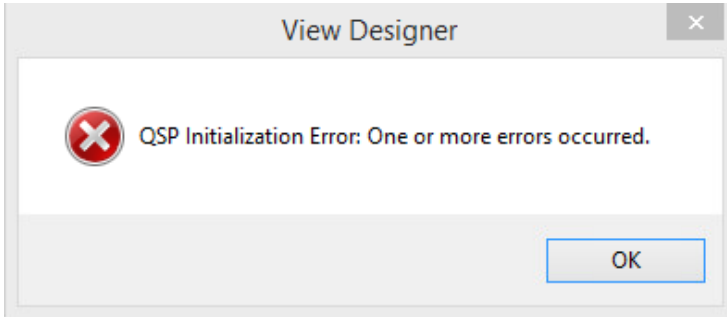 View Designer
QSP Initialization Error: One or more errors occurred.
OK